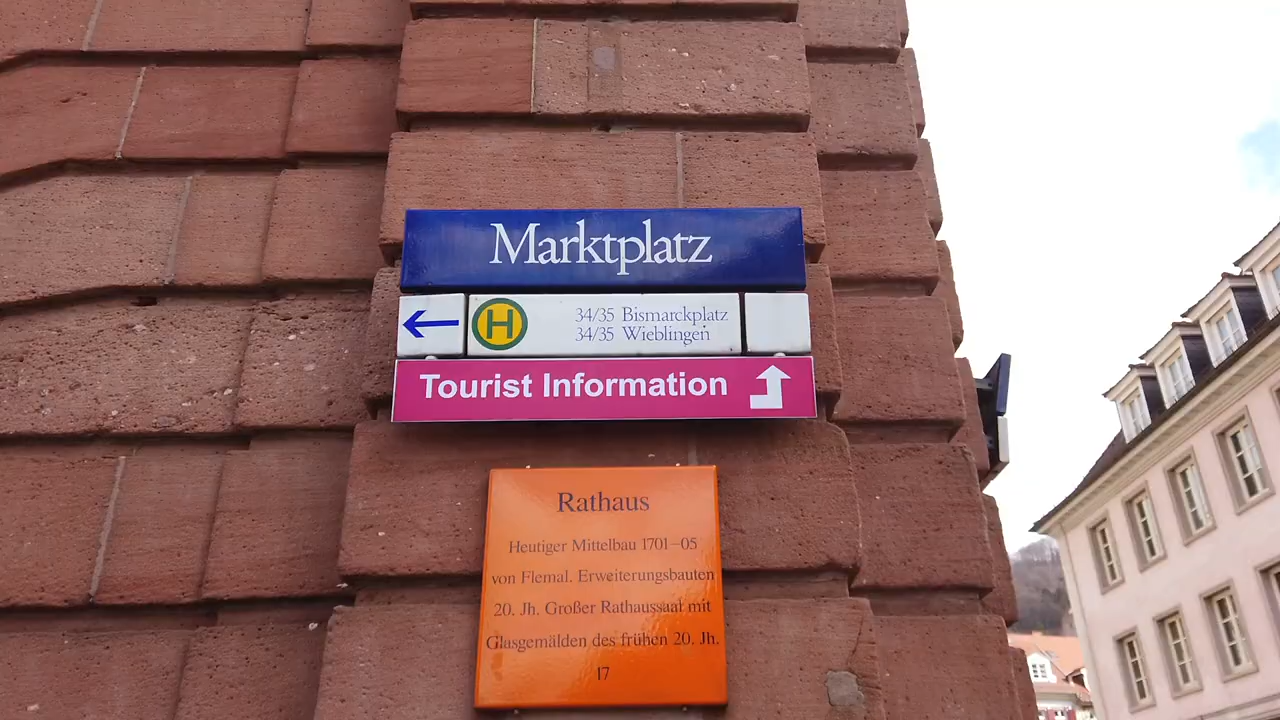 Marktplatz
H
34/35 Bismarckplatz
34/35 Wieblingen
Tourist Information
Rathaus
Heutiger Mittelbau 1701–05
von Flemal. Erweiterungsbauten
20. Jh. Großer Rathaussaal mit
Glasgemälden des frühen 20. Jh.
17